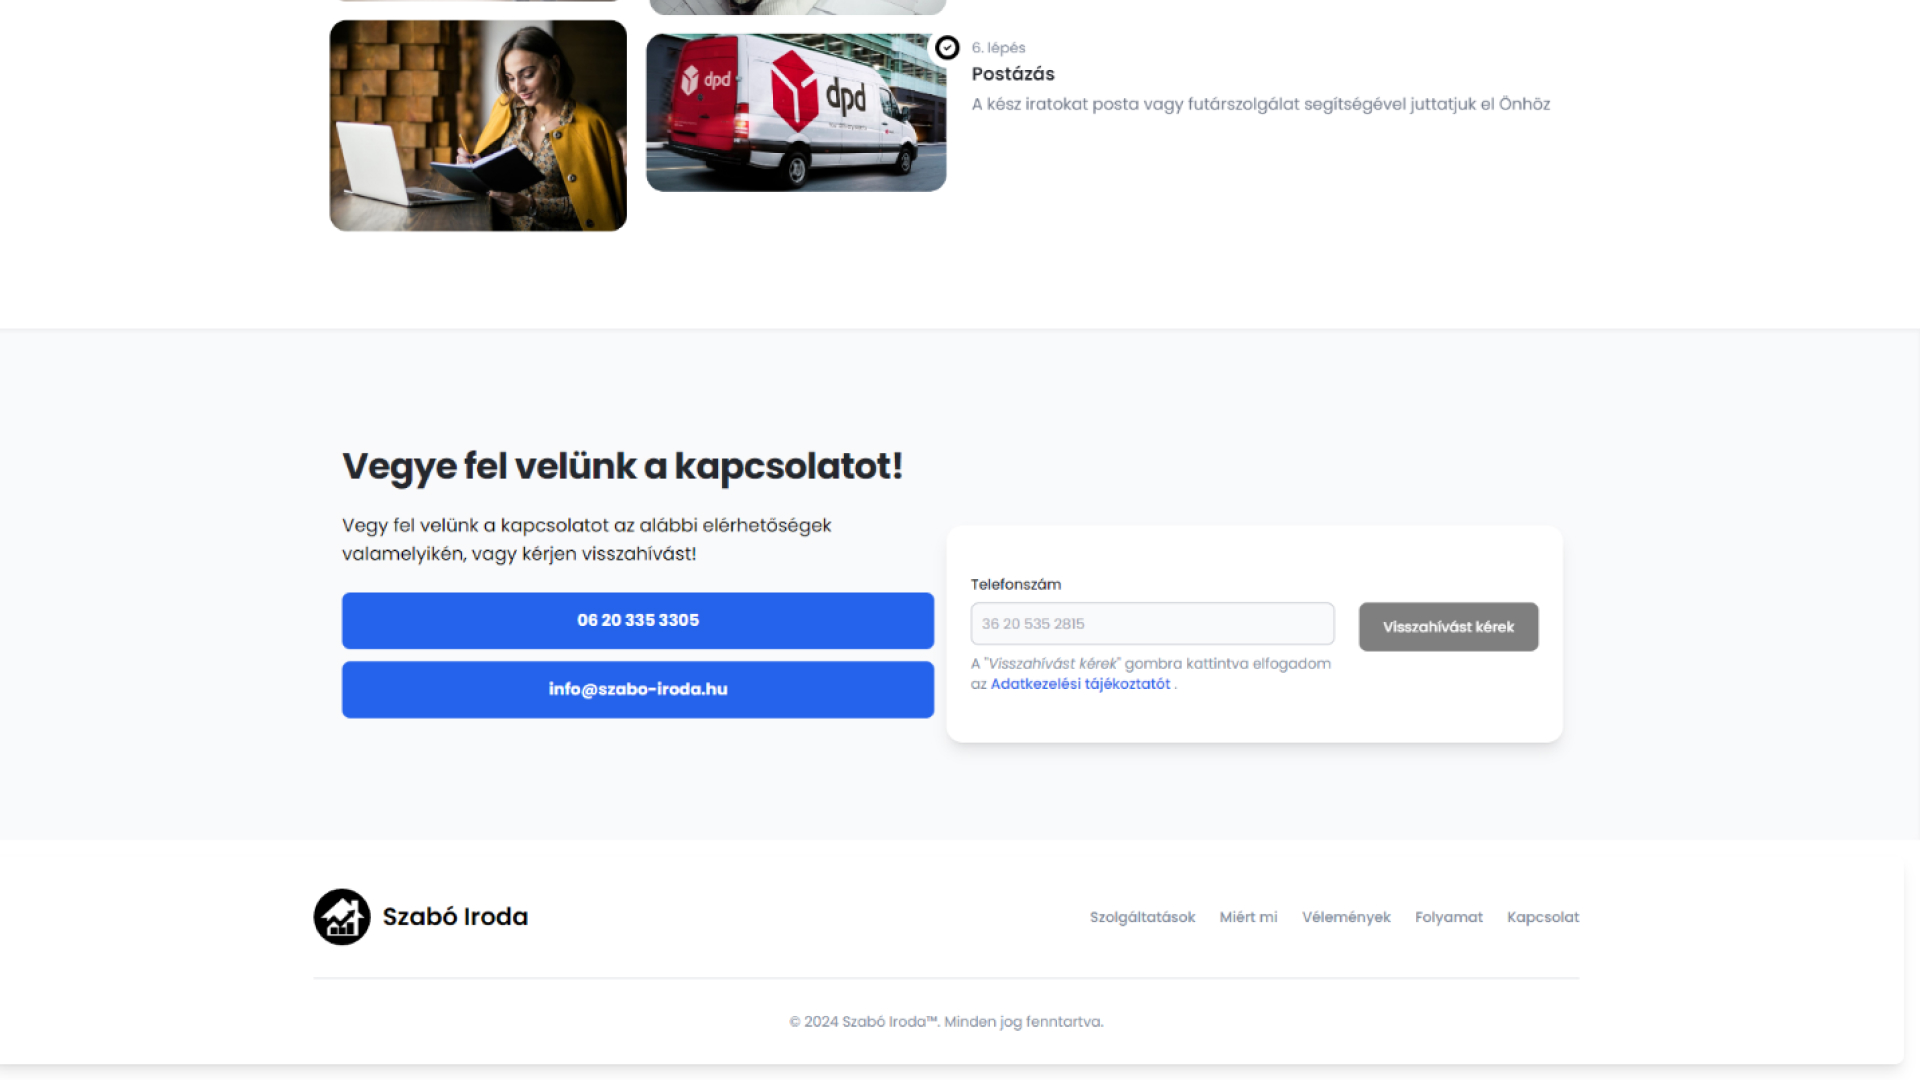 dpd
dpd
6. lépés
Postázás
A kész iratokat posta vagy futárszolgálat segítségével juttatjuk el Önhöz
Vegye fel velünk a kapcsolatot!
Vegy fel velünk a kapcsolatot az alábbi elérhetőségek
valamelyikén, vagy kérjen visszahívást!
06 20 335 3305
info@szabo-iroda.hu
Telefonszám
36 20 535 2815
Visszahívást kérek
A "Visszahívást kérek" gombra kattintva elfogadom
az Adatkezelési tájékoztatót .
Szabó Iroda
Szolgáltatások Miért mi Vélemények Folyamat Kapcsolat
© 2024 Szabó Iroda™. Minden jog fenntartva.